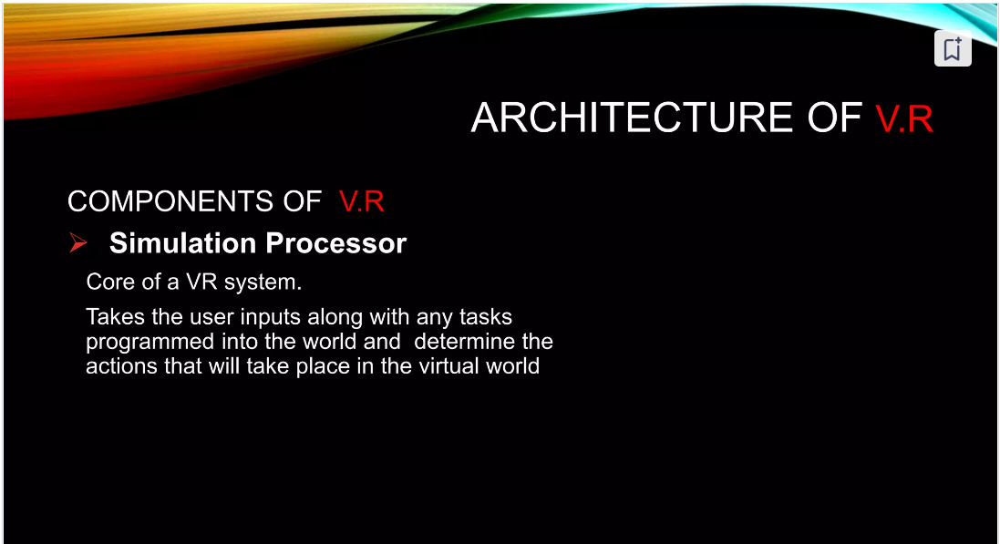 ARCHITECTURE OF V.R
COMPONENTS OF  V.R
➢ Simulation Processor
Core of a VR system.
Takes the user inputs along with any tasks
programmed into the world and  determine the
actions that will take place in the virtual world